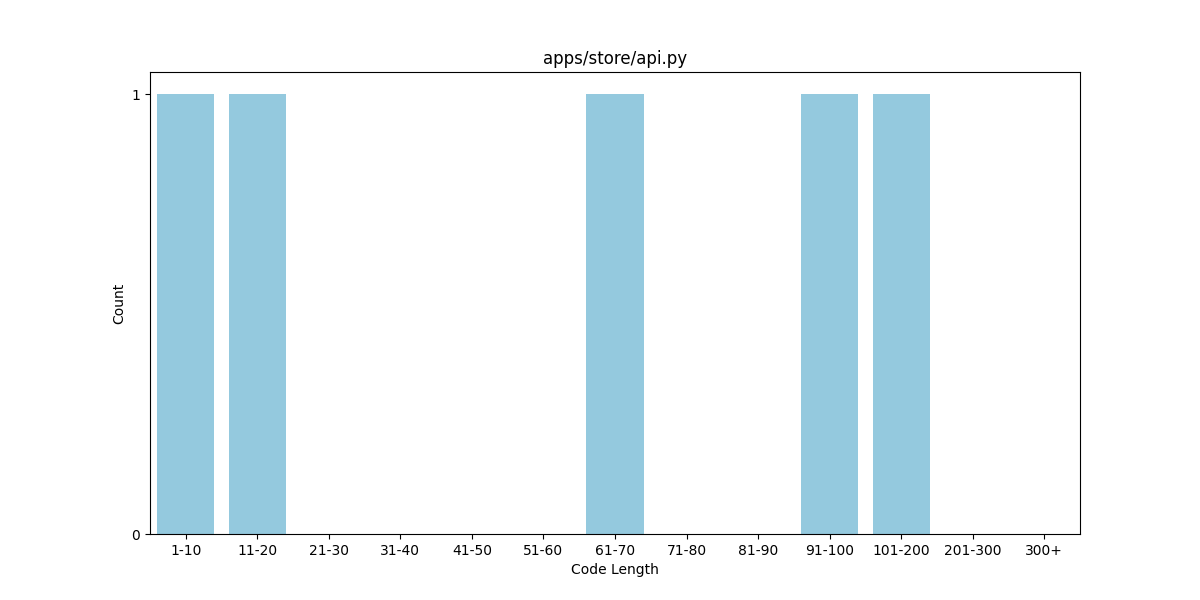 apps/store/api.py
1
0
Count
1-10 11-20 21-30 31-40 41-50 51-60 61-70 71-80 81-90 91-100 101-200 201-300 300+
Code Length